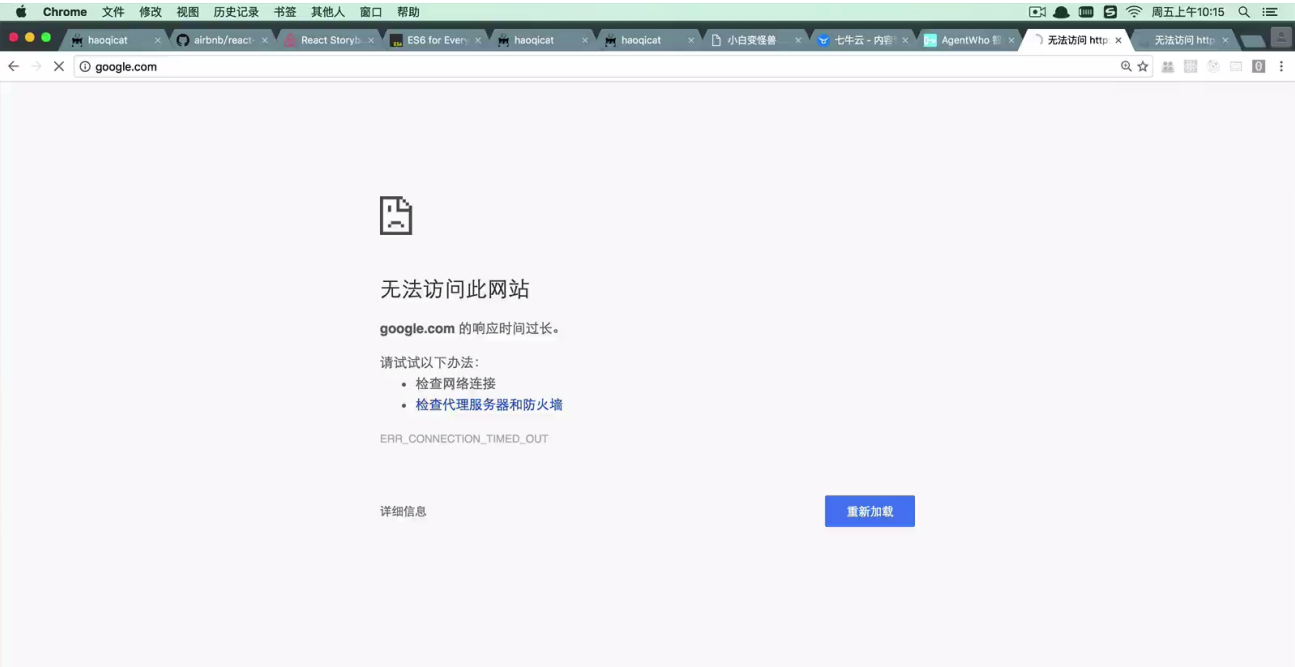 Chrome 文件 修改 视图 历史记录 书签 其他人 窗口 帮助 周五上午10:15
haoqicat airbnb/react- React Storyb ES6 for Every haoqicat haoqicat 小白变怪兽 七牛云 - 内容 AgentWho 无法访问 http 无法访问 http
google.com
无法访问此网站
google.com 的响应时间过长。
请试试以下办法：
• 检查网络连接
• 检查代理服务器和防火墙
ERR_CONNECTION_TIMED_OUT
详细信息 重新加载